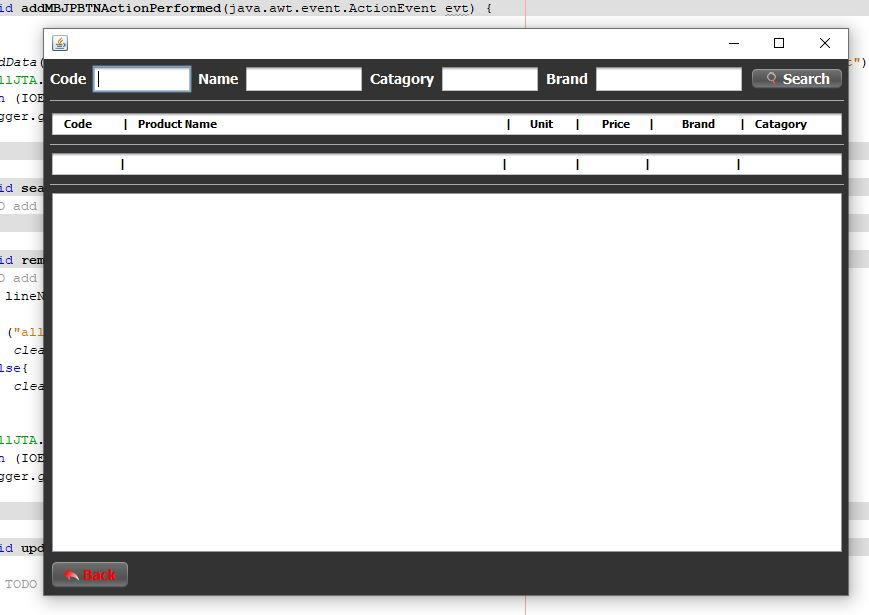 id addMBJPBTNActionPerformed(java.awt.event.ActionEvent evt) {
dData( t")
llJTA.
n (IOE
gger.g
Code Name Catagory Brand Search
Code | Product Name | Unit | Price | Brand | Catagory
| | | | |
id sea
O add
id rem
O add
lineN
("all
clea
lse{
clea
llJTA.
n (IOE
gger.g
id upd
Back
TODO